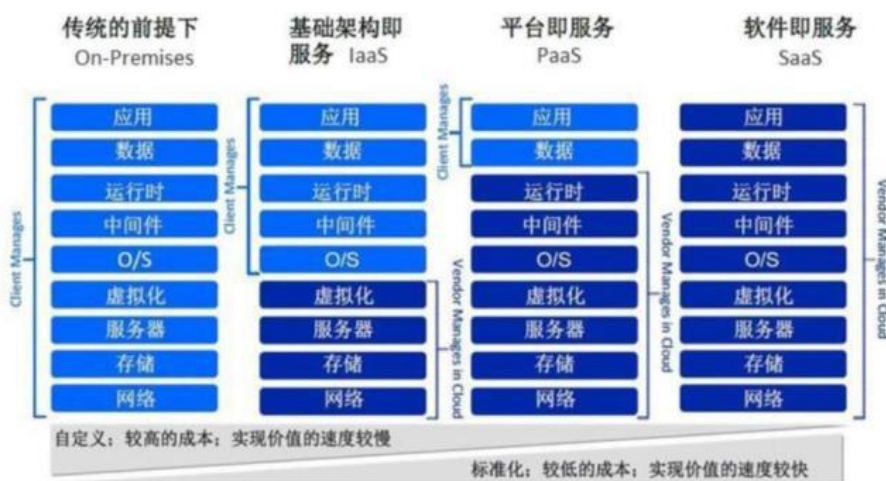 传统的前提下
On-Premises
基础架构即
服务 IaaS
平台即服务
PaaS
软件即服务
SaaS
Client Manages
应用
数据
运行时
中间件
O/S
虚拟化
服务器
存储
网络
Client Manages
应用
数据
运行时
中间件
O/S
虚拟化
服务器
存储
网络
Vendor Manages in Cloud
Client Manages
应用
数据
运行时
中间件
O/S
虚拟化
服务器
存储
网络
Vendor Manages in Cloud
应用
数据
运行时
中间件
O/S
虚拟化
服务器
存储
网络
Vendor Manages in Cloud
自定义；较高的成本；实现价值的速度较慢
标准化；较低的成本；实现价值的速度较快